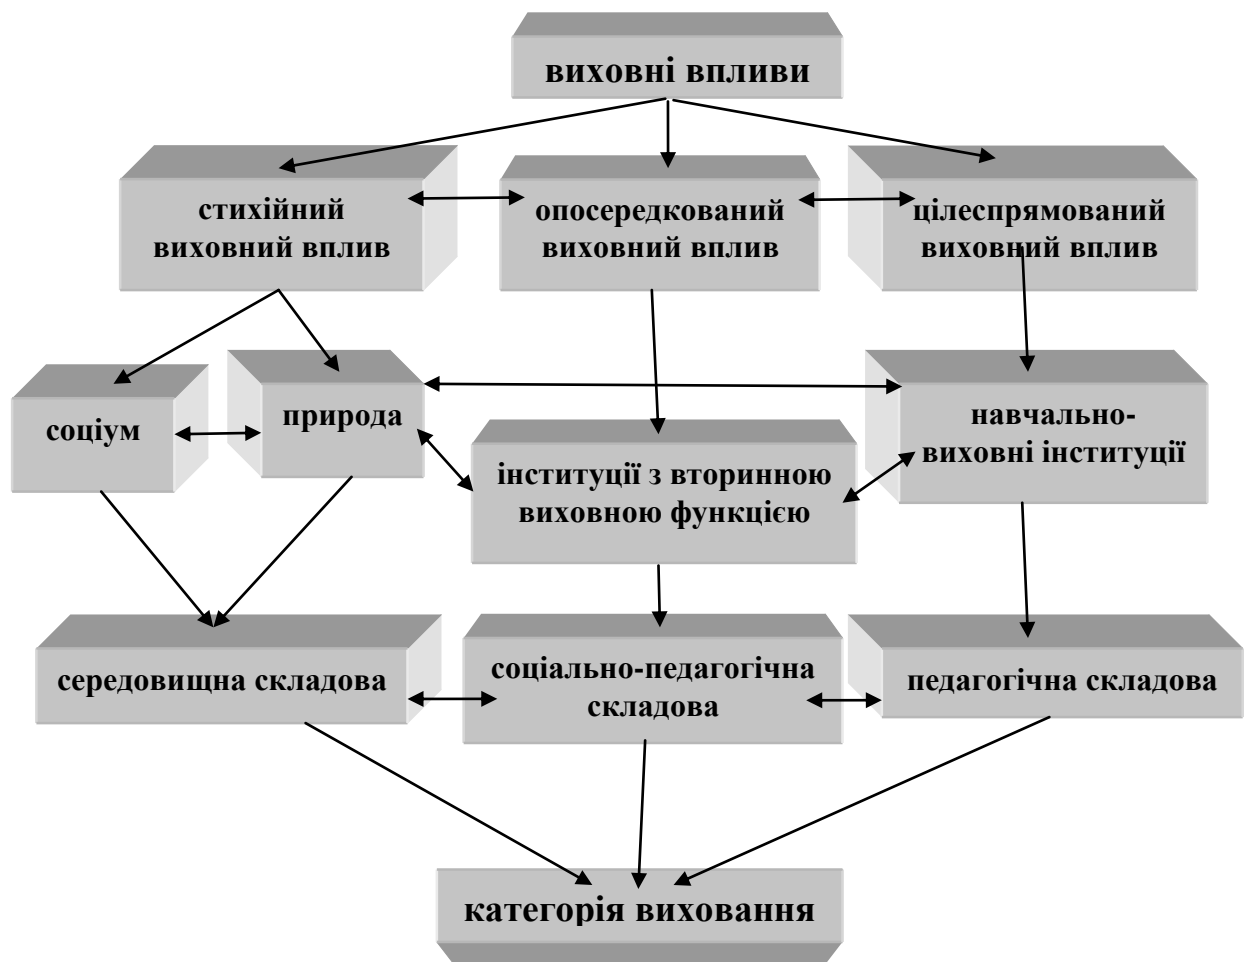 виховні впливи
стихійний
виховний вплив
опосередкований
виховний вплив
цілеспрямований
виховний вплив
соціум
природа
інституції з вторинною
виховною функцією
навчально-
виховні інституції
середовищна складова
соціально-педагогічна
складова
педагогічна складова
категорія виховання